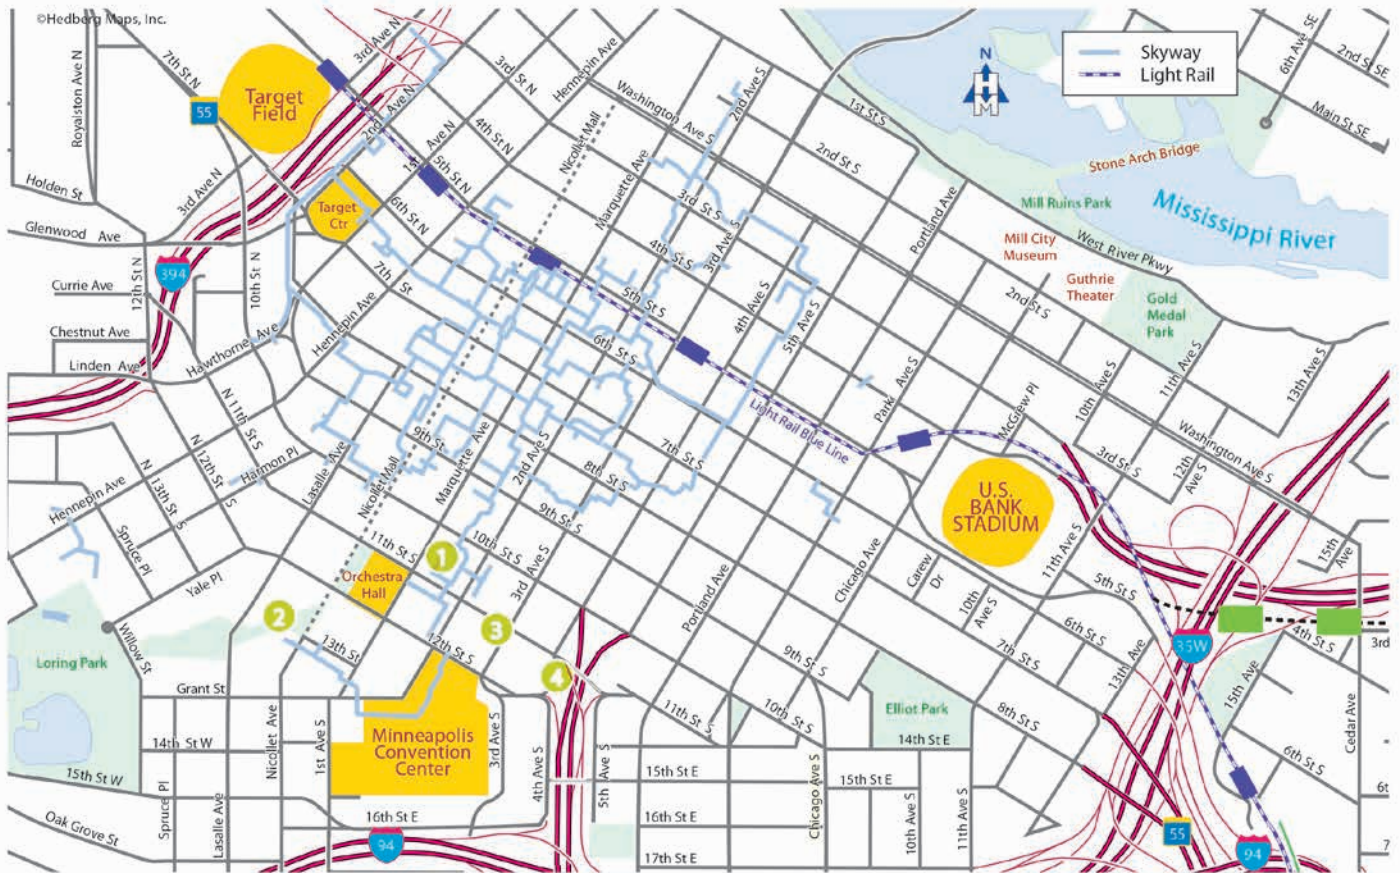 ©Hedberg Maps, Inc.
Royalston Ave N
7th St N
55
Target
Field
3rd Ave N
2nd Ave N
1st
Ave N
5th St N
4th St N
3rd St N
Hennepin Ave
Washington Ave S
2nd Ave S
1st St S
2nd St S
N
M
Skyway
Light Rail
6th Ave SE
2nd St SE
Main St SE
Stone Arch Bridge
Mississippi River
Mill Ruins Park
West River Pkwy
Mill City
Museum
Guthrie
Theater
Gold
Medal
Park
Holden St
3rd Ave N
Glenwood Ave
Target
Ctr
6th St N
Nicollet Mall
Marquette Ave
3rd St S
3rd Ave S
4th St S
Portland Ave
394
12th St N
10th St N
Currie Ave
Chestnut Ave
Linden Ave
Hawthorne Ave
Hennepin Ave
7th St
5th St S
6th St S
4th Ave S
5th Ave S
2nd St S
Park Ave S
McGrew Pl
10th Ave S
11th Ave S
13th Ave S
Light Rail Blue Line
Washington Ave S
3rd St S
12th
Ave S
N 11th St S
N
12th St
S
Harmon Pl
N
13th St
S
Hennepin Ave
Spruce Pl
Yale Pl
Lasalle Ave
Nicollet Mall
9th St S
Marquette Ave
2nd Ave S
8th St S
7th St S
9th St S
10th St S
11th St S
3rd Ave S
U.S.
BANK
STADIUM
Orchestra
Hall
1
2
3
4
12th St S
13th St
Portland Ave
Chicago Ave
Carew
Dr
10th
Ave S
11th Ave S
5th St S
6th St S
7th St S
8th St S
9th St S
10th St S
11th St S
13th Ave
15th
Ave
35W
4th St S
3rd
15th Ave
Cedar Ave
6th St S
6t
7
Loring Park
Willow St
Grant St
14th St W
15th St W
Oak Grove St
Spruce Pl
Lasalle Ave
Nicollet Ave
1st Ave S
Minneapolis
Convention
Center
3rd Ave S
4th Ave S
5th Ave S
16th St E
94
15th St E
16th St E
17th St E
Chicago Ave S
15th St E
Elliot Park
14th St E
10th Ave S
11th Ave S
55
94